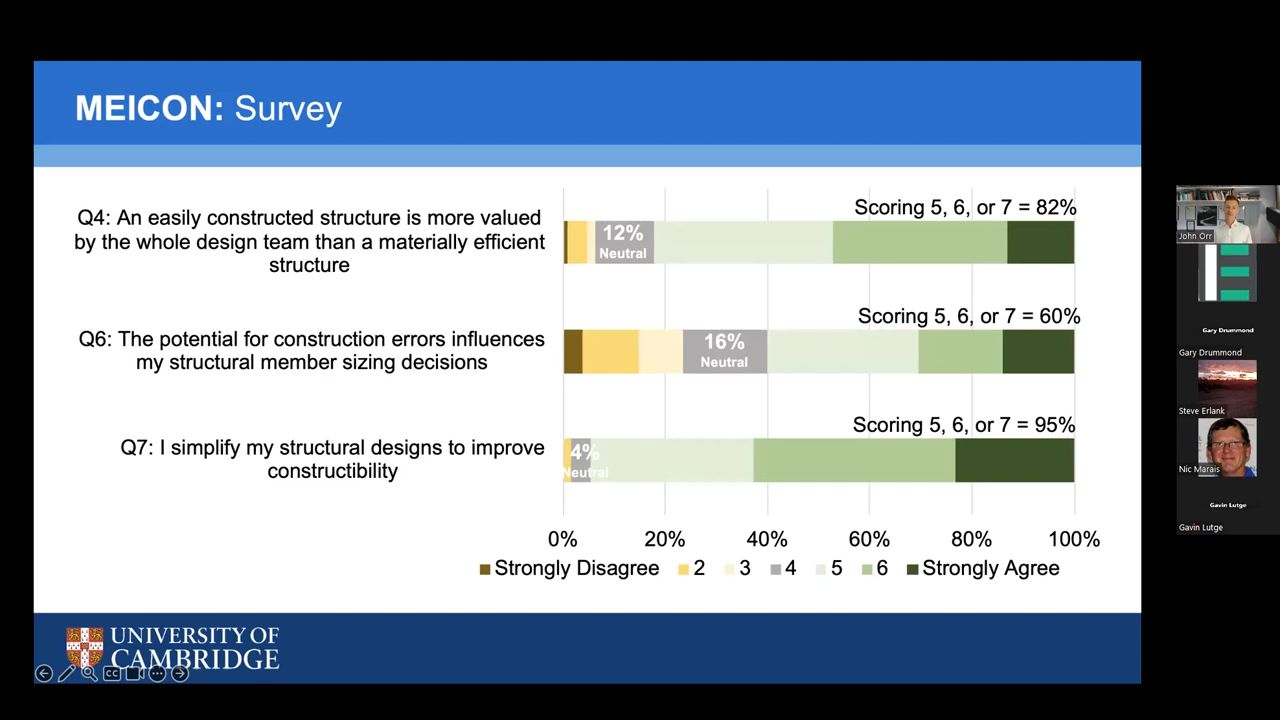 MEICON: Survey
Q4: An easily constructed structure is more valued
by the whole design team than a materially efficient
structure
Scoring 5, 6, or 7 = 82%
12%
Neutral
Q6: The potential for construction errors influences
my structural member sizing decisions
Scoring 5, 6, or 7 = 60%
16%
Neutral
Q7: I simplify my structural designs to improve
constructibility
Scoring 5, 6, or 7 = 95%
4%
Neutral
0% 20% 40% 60% 80% 100%
Strongly Disagree 2 3 4 5 6 Strongly Agree
UNIVERSITY OF
CAMBRIDGE
CC
John Orr
Gary Drummond
Gary Drummond
Steve Erlank
Nic Marais
Gavin Lutge
Gavin Lutge